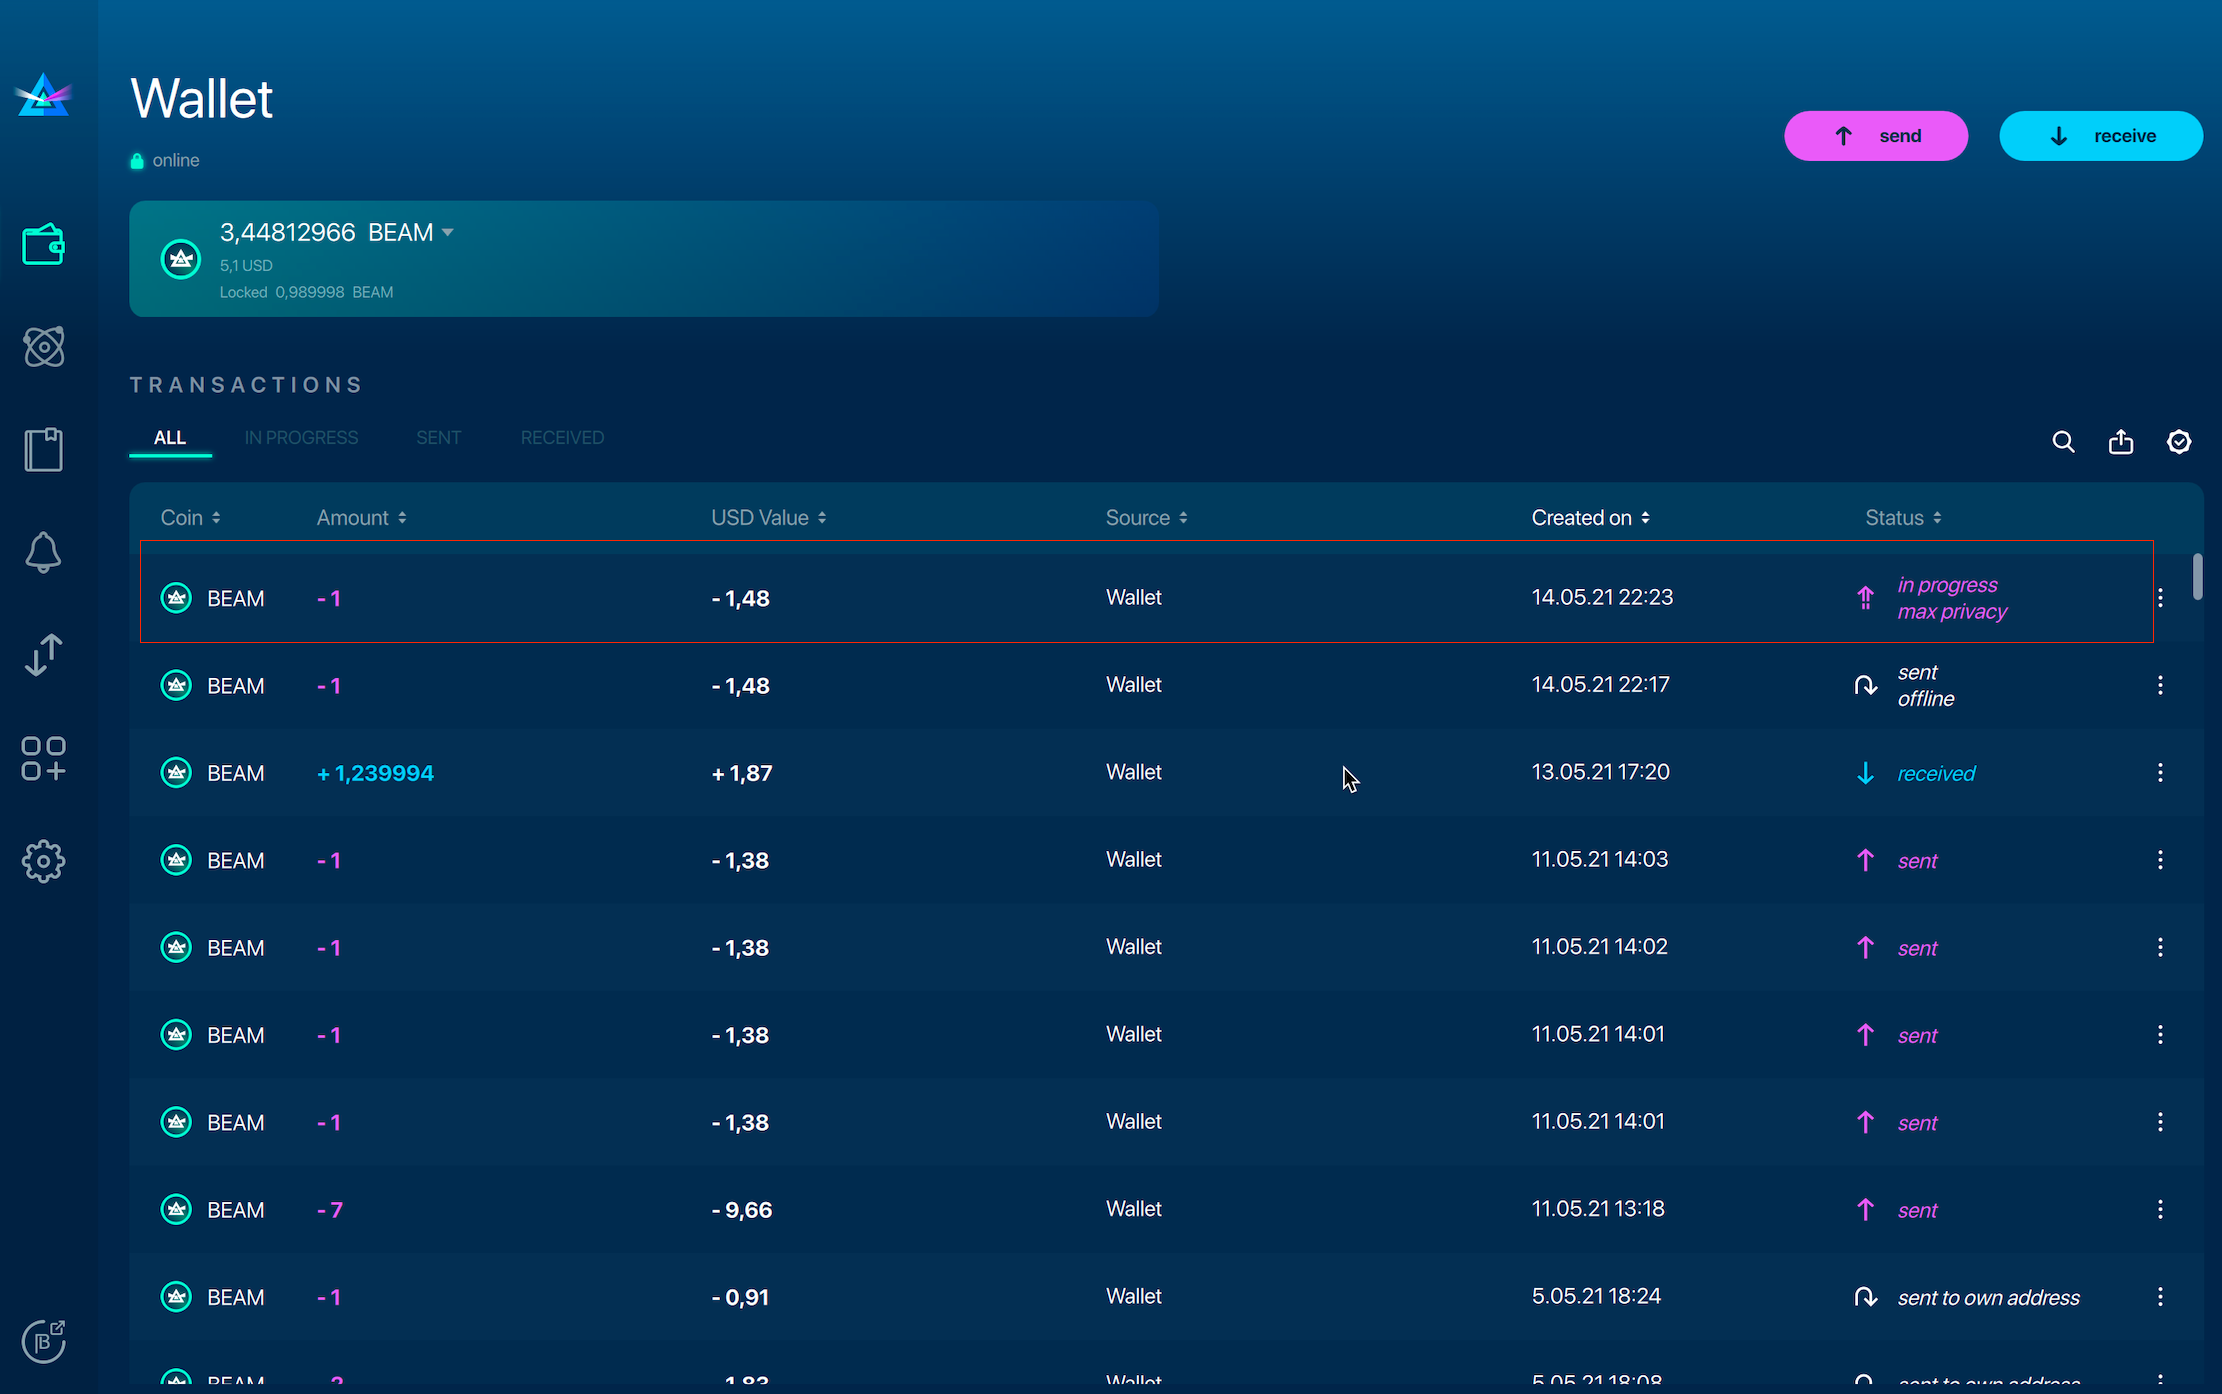 Wallet
online
send
receive
3,44812966 BEAM
5,1 USD
Locked 0,989998 BEAM
TRANSACTIONS
ALL IN PROGRESS SENT RECEIVED
Coin Amount USD Value Source Created on Status
BEAM - 1 - 1,48 Wallet 14.05.21 22:23 in progress
max privacy
BEAM - 1 - 1,48 Wallet 14.05.21 22:17 sent
offline
BEAM + 1,239994 + 1,87 Wallet 13.05.21 17:20 received
BEAM - 1 - 1,38 Wallet 11.05.21 14:03 sent
BEAM - 1 - 1,38 Wallet 11.05.21 14:02 sent
BEAM - 1 - 1,38 Wallet 11.05.21 14:01 sent
BEAM - 1 - 1,38 Wallet 11.05.21 14:01 sent
BEAM - 7 - 9,66 Wallet 11.05.21 13:18 sent
BEAM - 1 - 0,91 Wallet 5.05.21 18:24 sent to own address
BEAM Wallet 5.05.21 18:08 sent to own address